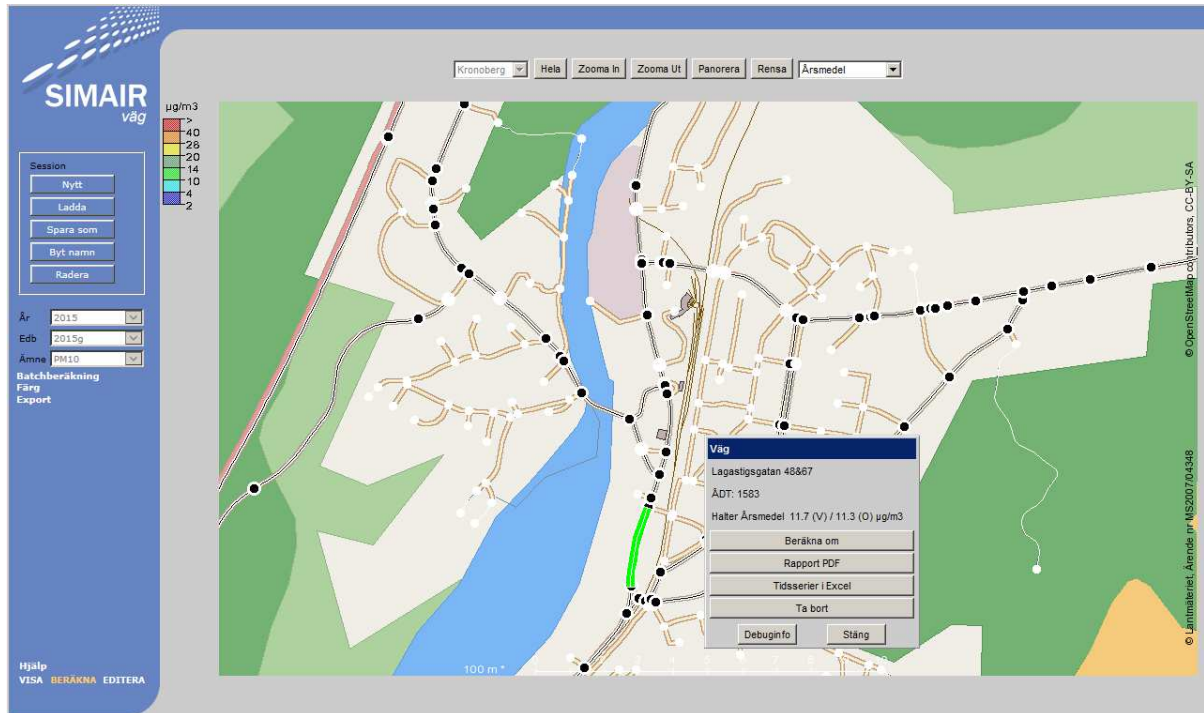 SIMAIR
väg
Session
Nytt
Ladda
Spara som
Byt namn
Radera
År 2015
Edb 2015g
Ämne PM10
Batchberäkning
Färg
Export
Hjälp
VISA BERÄKNA EDITERA
Kronoberg Hela Zooma In Zooma Ut Panorera Rensa Årsmedel
µg/m3
>
40
26
20
14
10
4
2
Väg
Lagastigsgatan 48&67
ÅDT: 1583
Halter Årsmedel 11.7 (V) / 11.3 (O) µg/m3
Beräkna om
Rapport PDF
Tidsserier i Excel
Ta bort
Debuginfo Stäng
100 m *
© OpenStreetMap contributors, CC-BY-SA
© Lantmäteriet, Ärende nr MS2007/04348